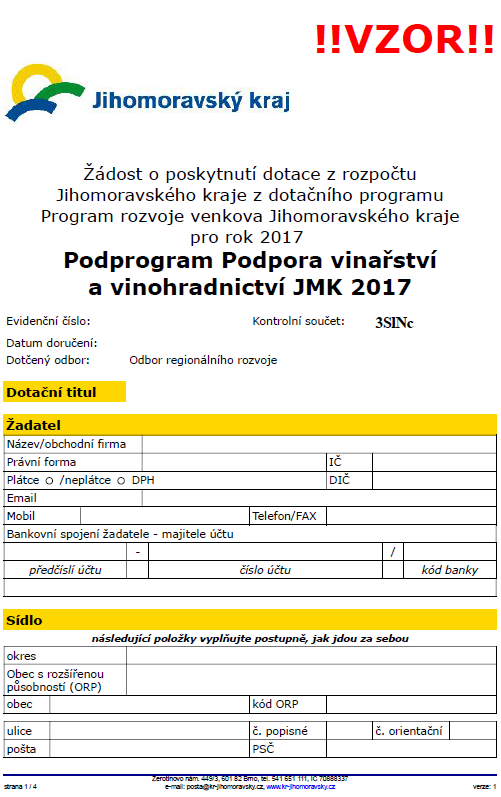 !!VZOR!!
Jihomoravský kraj
Žádost o poskytnutí dotace z rozpočtu
Jihomoravského kraje z dotačního programu
Program rozvoje venkova Jihomoravského kraje
pro rok 2017
Podprogram Podpora vinařství
a vinohradnictví JMK 2017
Evidenční číslo: Kontrolní součet: 3SlNc
Datum doručení:
Dotčený odbor: Odbor regionálního rozvoje
Dotační titul
Žadatel
Název/obchodní firma
Právní forma IČ
Plátce /neplátce DPH DIČ
Email
Mobil Telefon/FAX
Bankovní spojení žadatele - majitele účtu
- /
předčíslí účtu číslo účtu kód banky
Sídlo
následující položky vyplňujte postupně, jak jdou za sebou
okres
Obec s rozšířenou
působností (ORP)
obec kód ORP
ulice č. popisné č. orientační
pošta PSČ
Žerotínovo nám. 449/3, 601 82 Brno, tel. 541 651 111, IČ 70888337
strana 1 / 4 e-mail: posta@kr-jihomoravsky.cz, www.kr-jihomoravsky.cz verze: 1